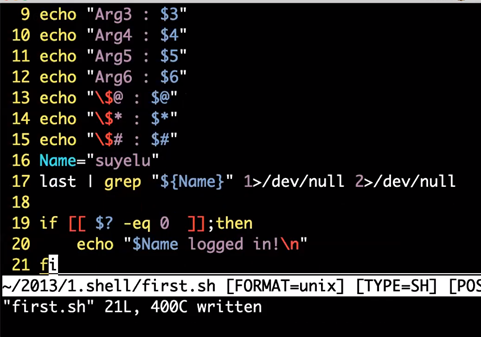 9 echo "Arg3 : $3"
10 echo "Arg4 : $4"
11 echo "Arg5 : $5"
12 echo "Arg6 : $6"
13 echo "\$@ : $@"
14 echo "\$* : $*"
15 echo "\$# : $#"
16 Name="suyelu"
17 last | grep "${Name}" 1>/dev/null 2>/dev/null
18
19 if [[ $? -eq 0  ]];then
20     echo "$Name logged in!\n"
21 fi
~/2013/1.shell/first.sh [FORMAT=unix] [TYPE=SH] [POS
"first.sh" 21L, 400C written